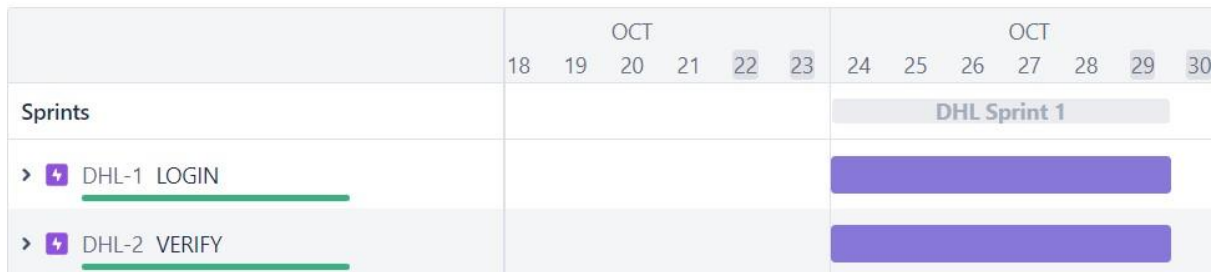 OCT OCT
18 19 20 21 22 23 24 25 26 27 28 29 30
Sprints DHL Sprint 1
DHL-1 LOGIN
DHL-2 VERIFY